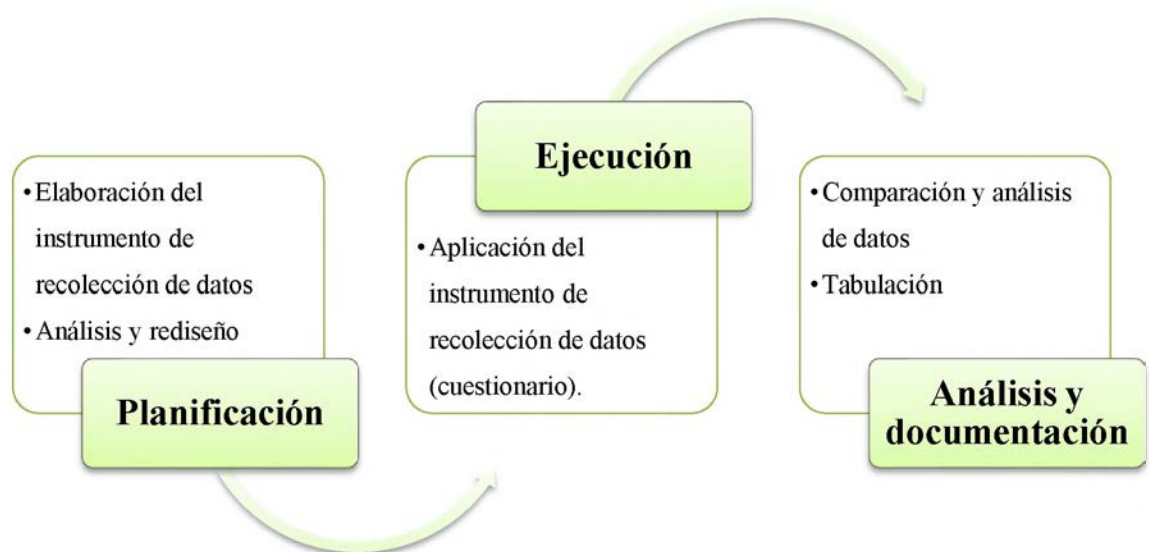 • Elaboración del
instrumento de
recolección de datos
• Análisis y rediseño
Planificación
Ejecución
• Aplicación del
instrumento de
recolección de datos
(cuestionario).
• Comparación y análisis
de datos
• Tabulación
Análisis y
documentación